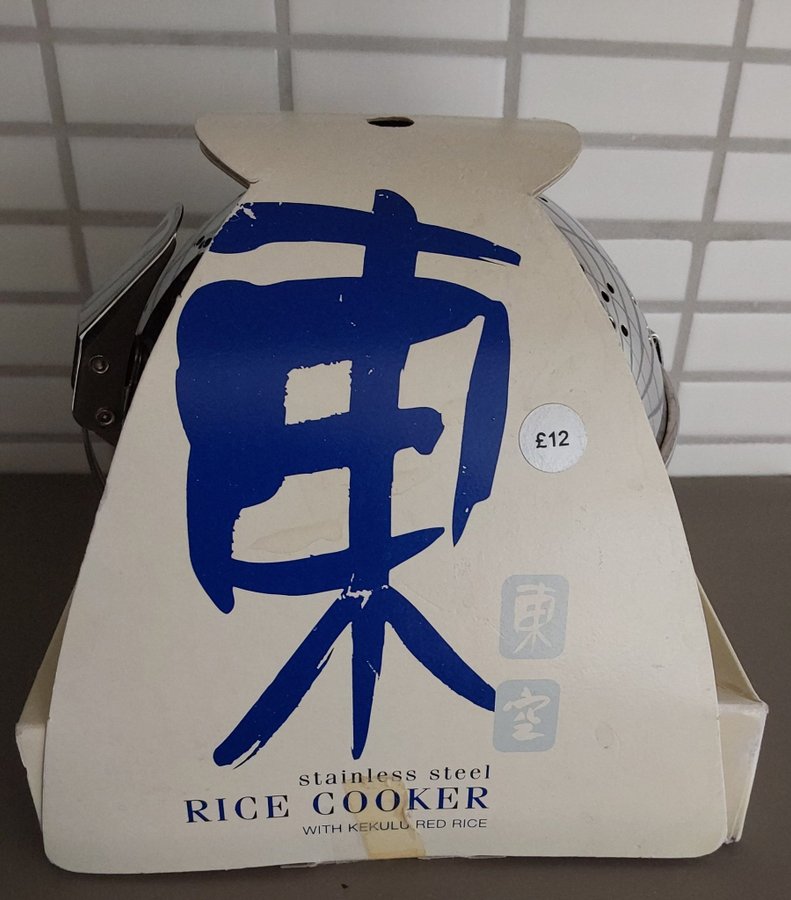 東
£12
東
空
stainless steel
RICE COOKER
WITH KEKULU RED RICE